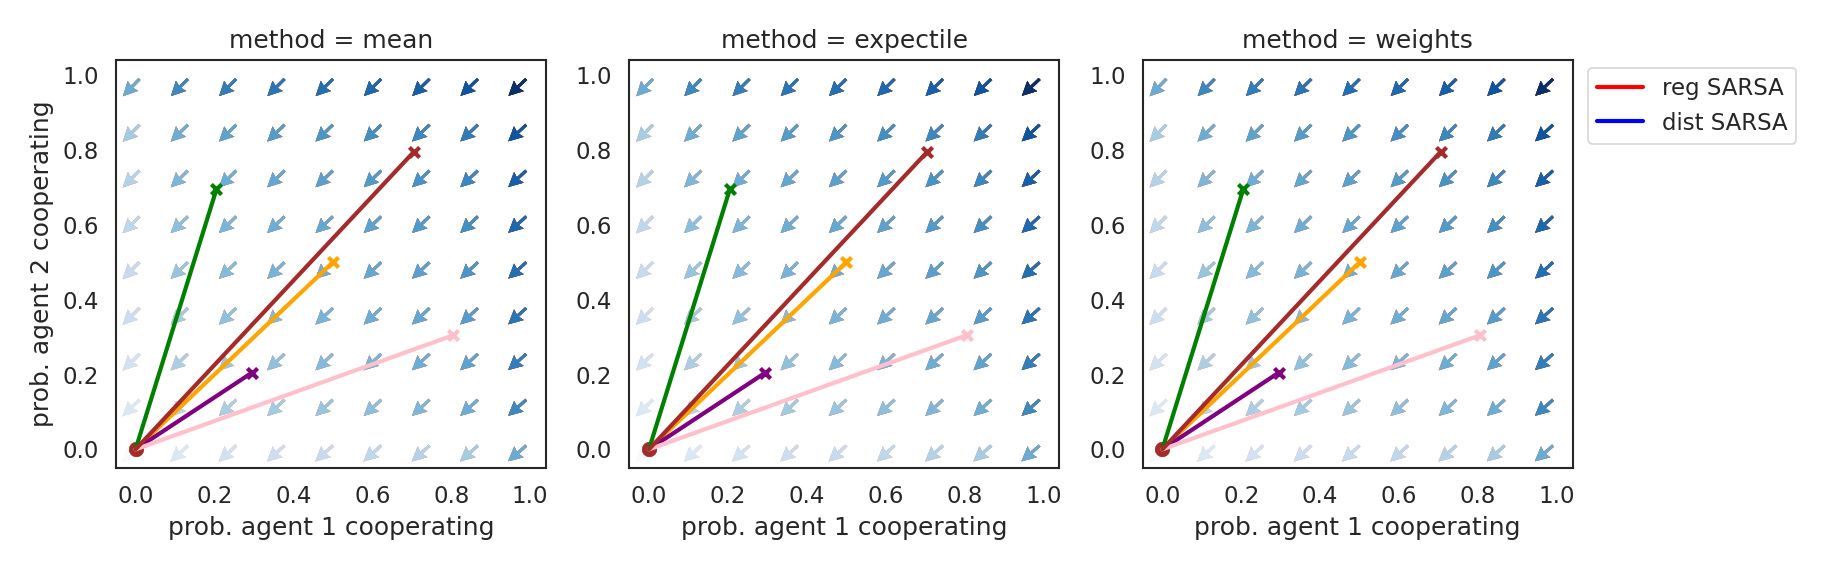 method = mean
method = expectile
method = weights
reg SARSA
dist SARSA
prob. agent 2 cooperating
1.0
0.8
0.6
0.4
0.2
0.0
1.0
0.8
0.6
0.4
0.2
0.0
1.0
0.8
0.6
0.4
0.2
0.0
0.0 0.2 0.4 0.6 0.8 1.0
0.0 0.2 0.4 0.6 0.8 1.0
0.0 0.2 0.4 0.6 0.8 1.0
prob. agent 1 cooperating
prob. agent 1 cooperating
prob. agent 1 cooperating